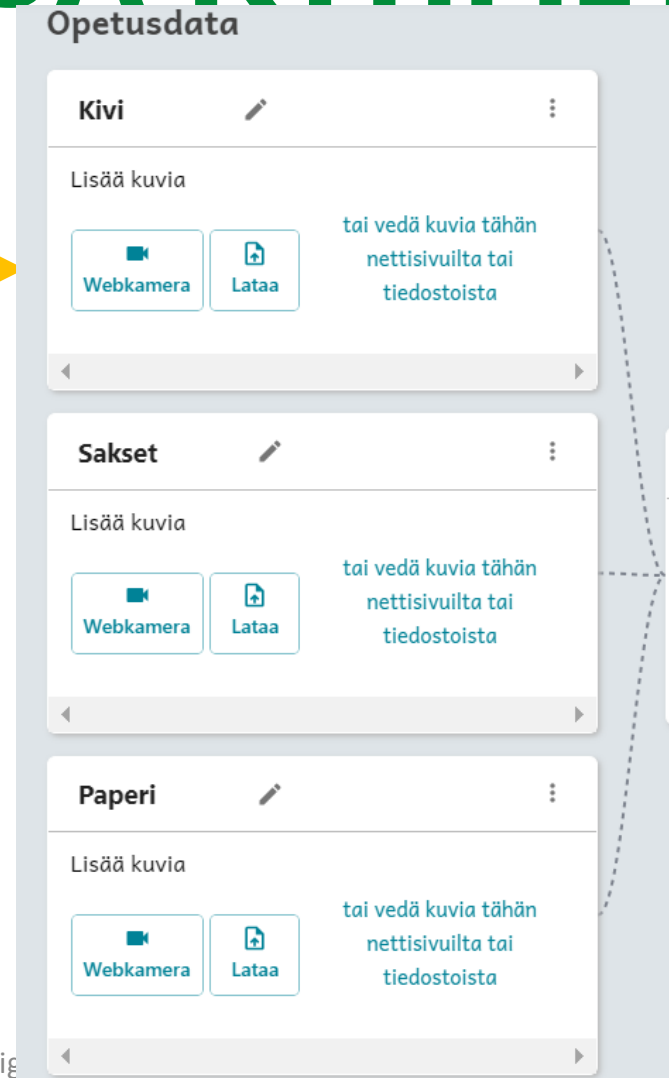 Opetusdata
Kivi
Lisää kuvia
tai vedä kuvia tähän
nettisivuilta tai
tiedostoista
Webkamera
Lataa
Sakset
Lisää kuvia
tai vedä kuvia tähän
nettisivuilta tai
tiedostoista
Webkamera
Lataa
Paperi
Lisää kuvia
tai vedä kuvia tähän
nettisivuilta tai
tiedostoista
Webkamera
Lataa